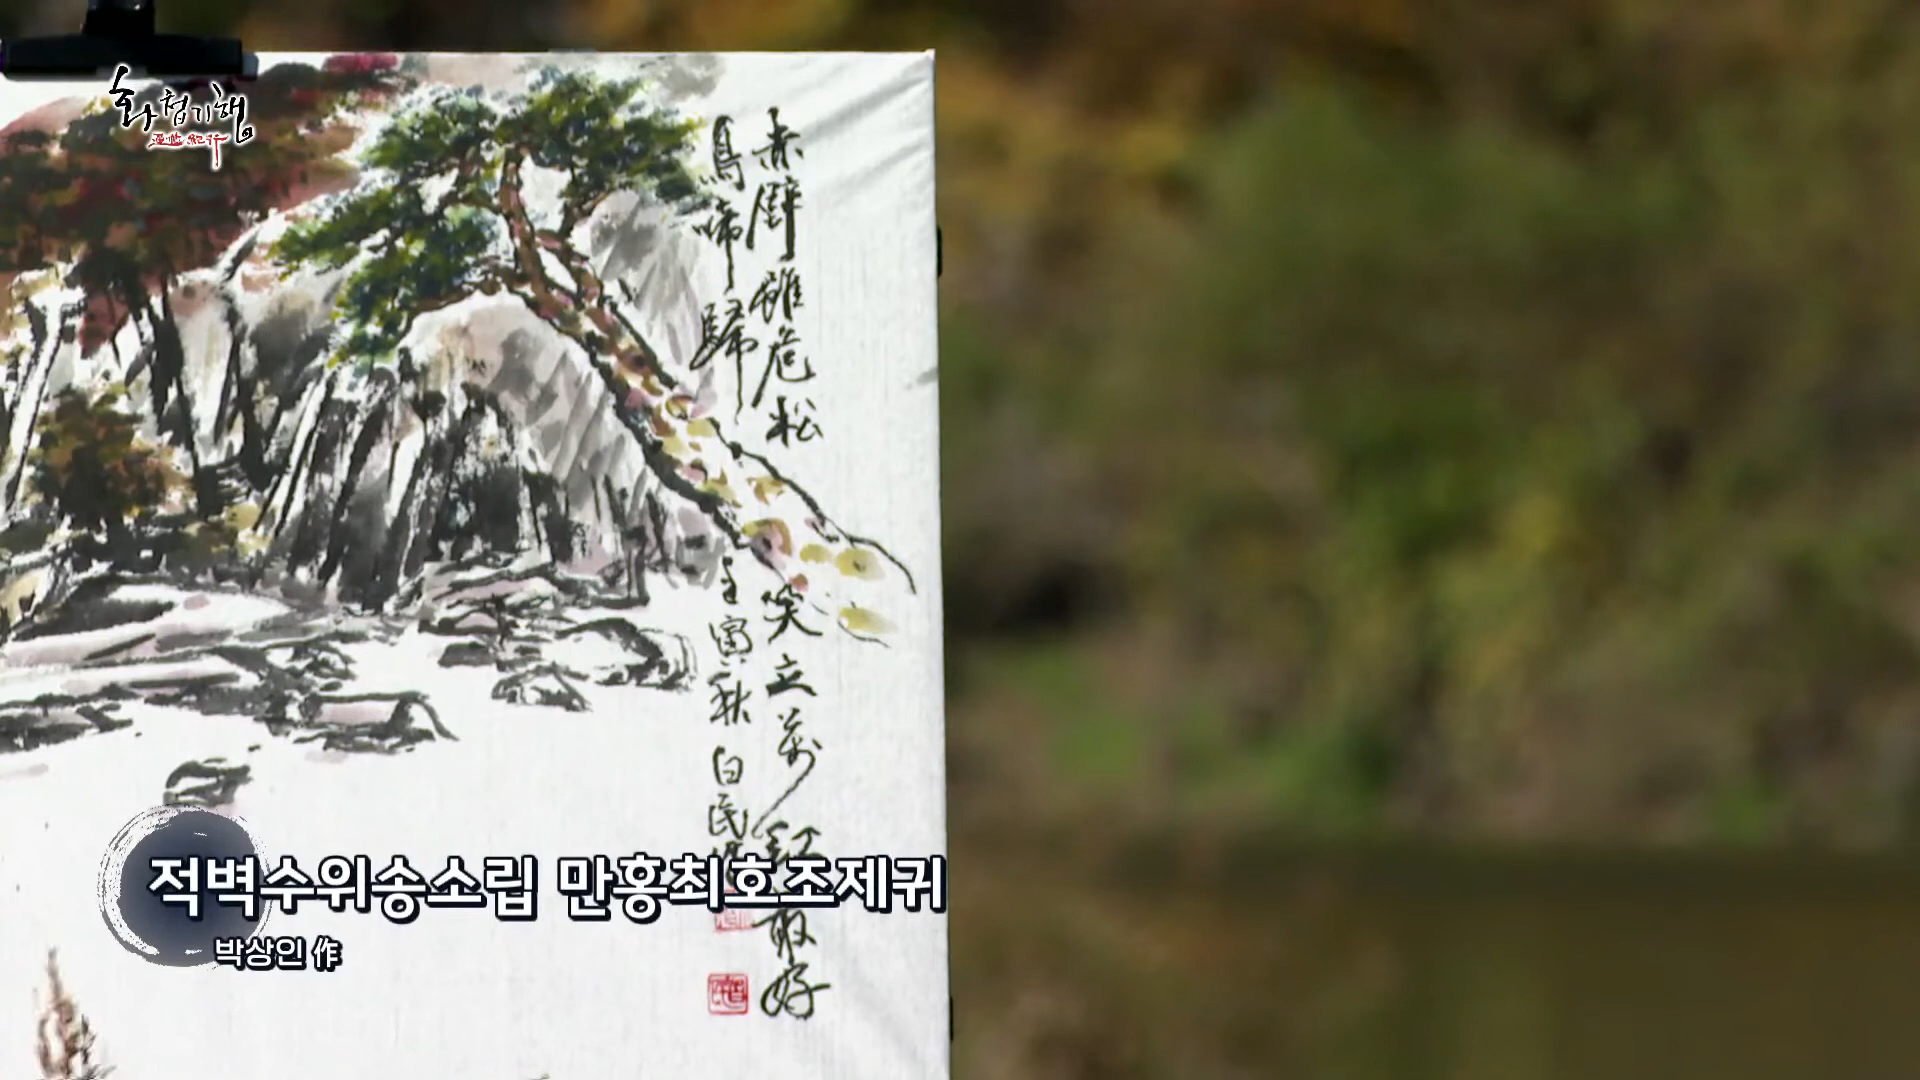 화첩기행
畵帖紀行
赤壁雖危松笑立萬紅最好
鳥啼歸
壬寅秋 白民
적벽수위송소립 만홍최호조제귀
박상인 作